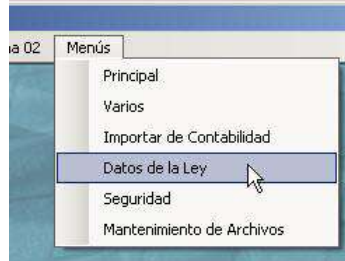 a 02 Menús
Principal
Varios
Importar de Contabilidad
Datos de la Ley
Seguridad
Mantenimiento de Archivos